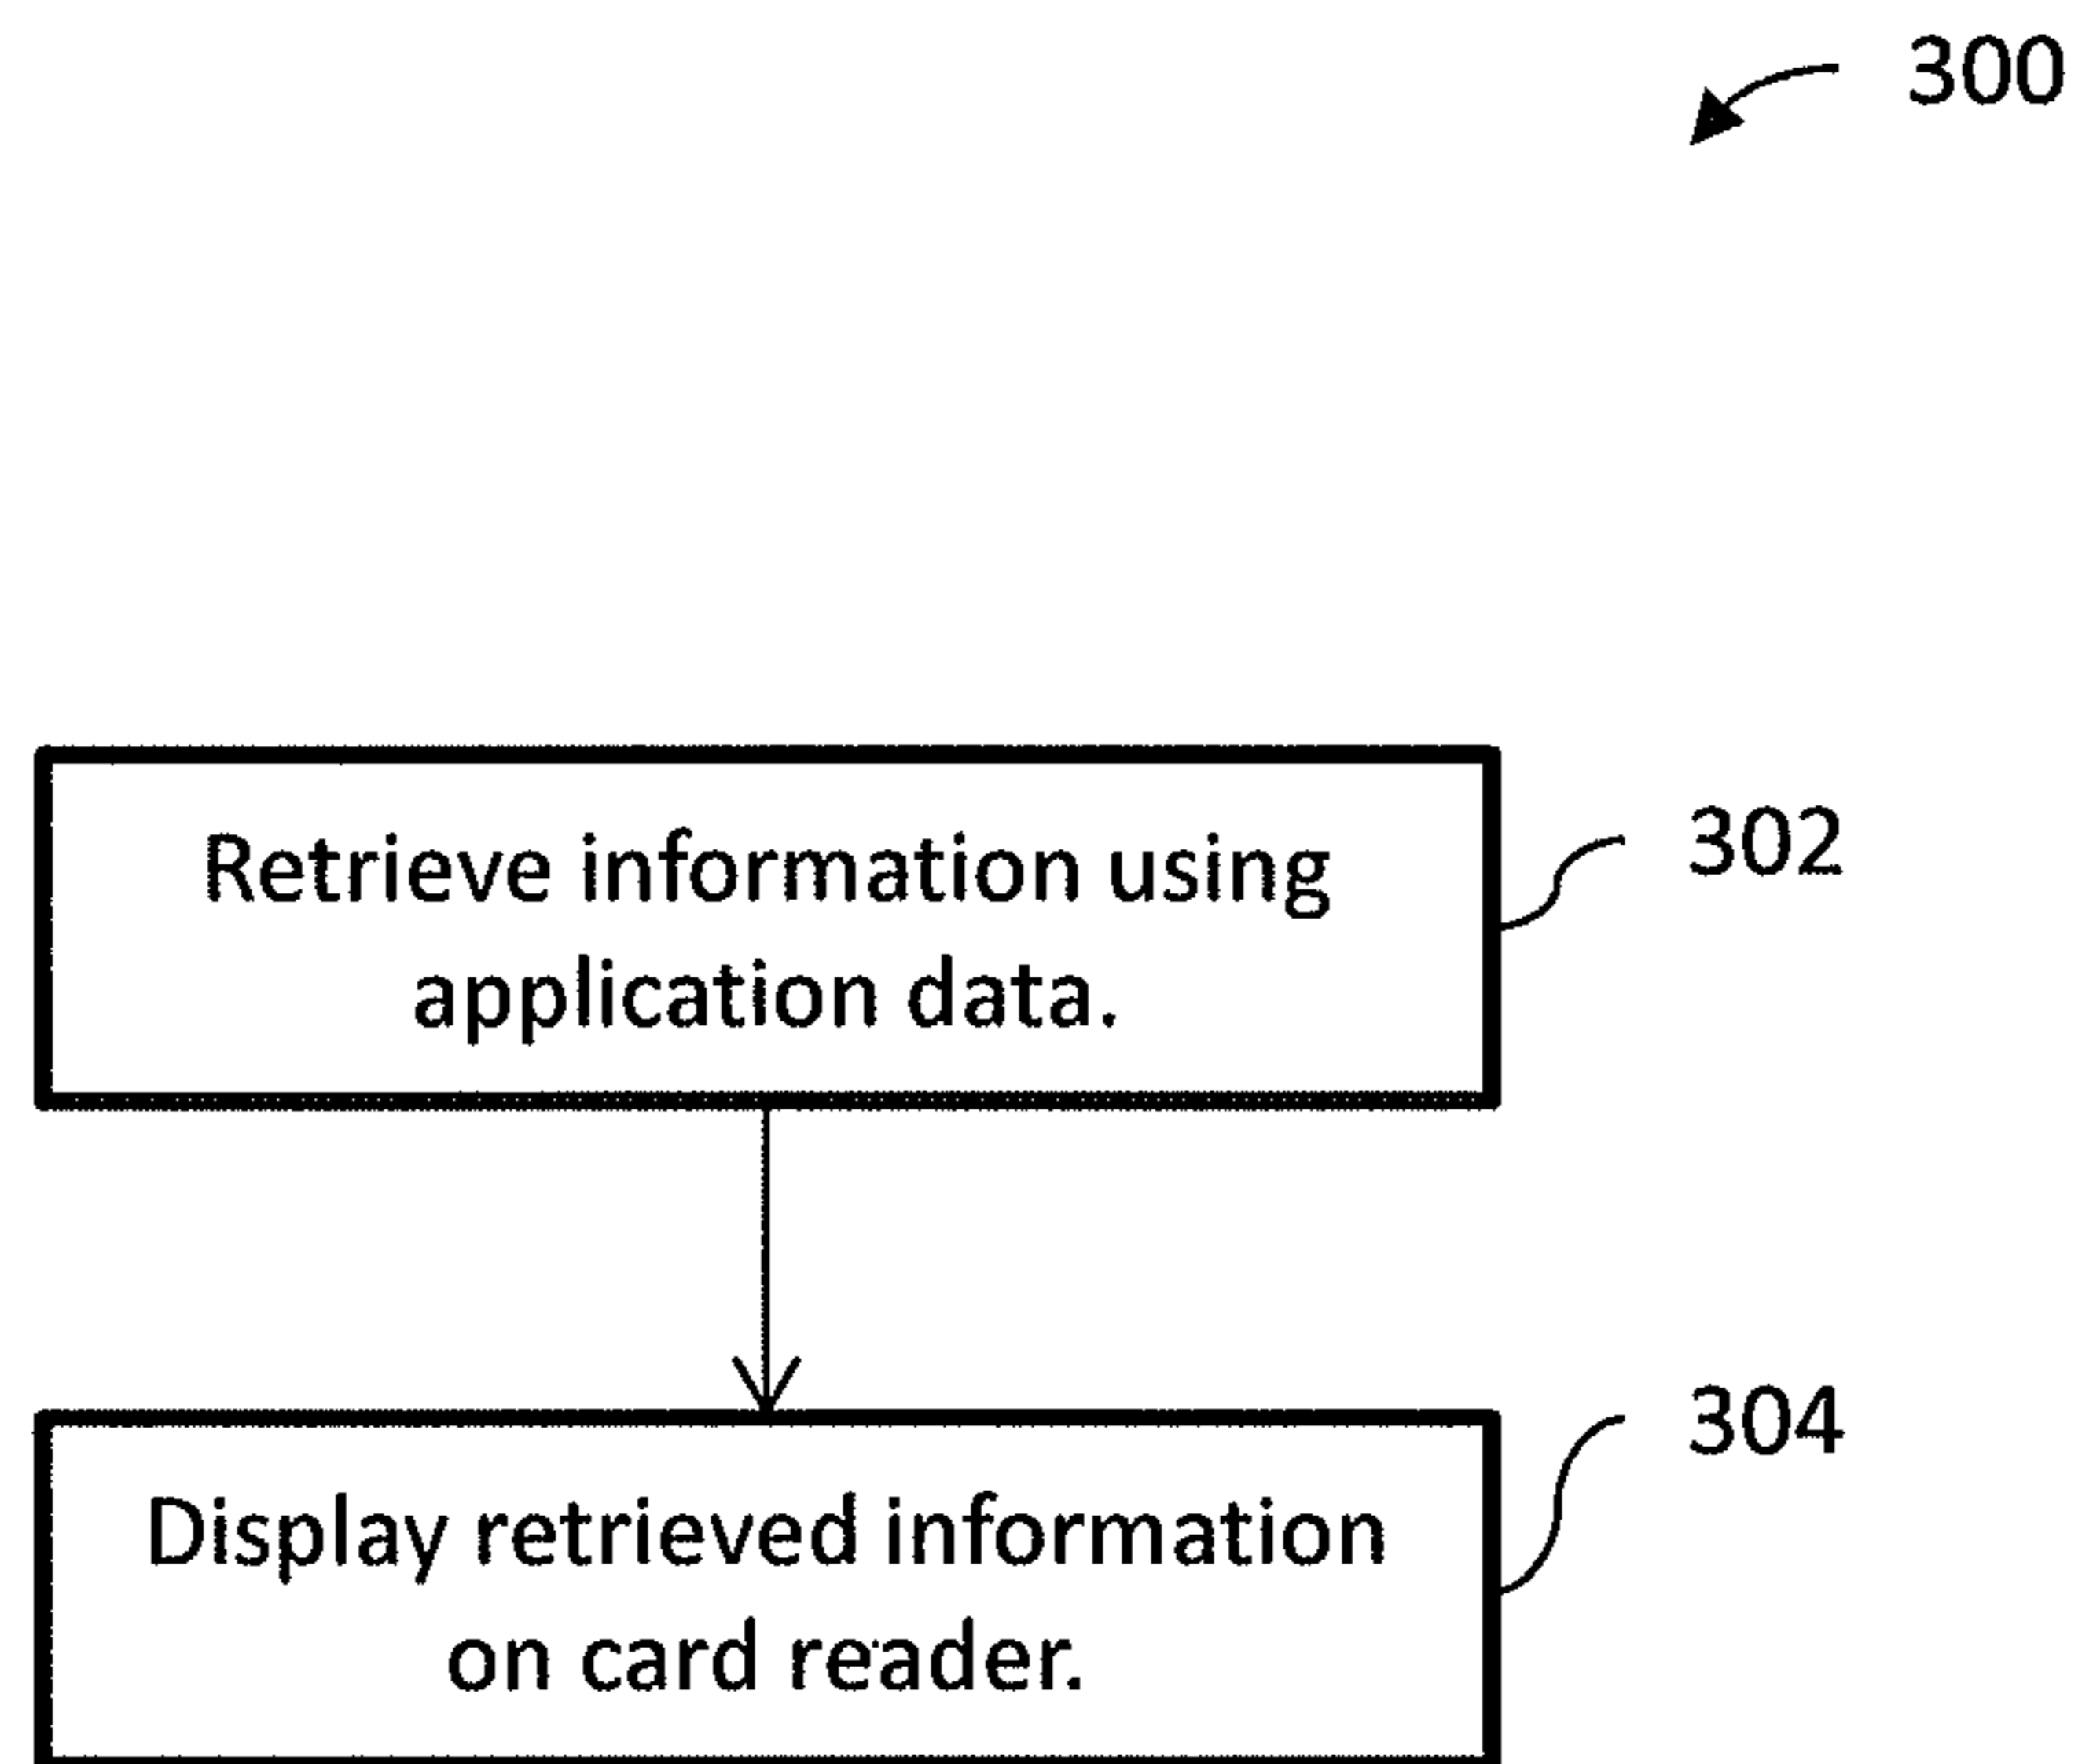 300
Retrieve information using
application data.
302
Display retrieved information
on card reader.
304